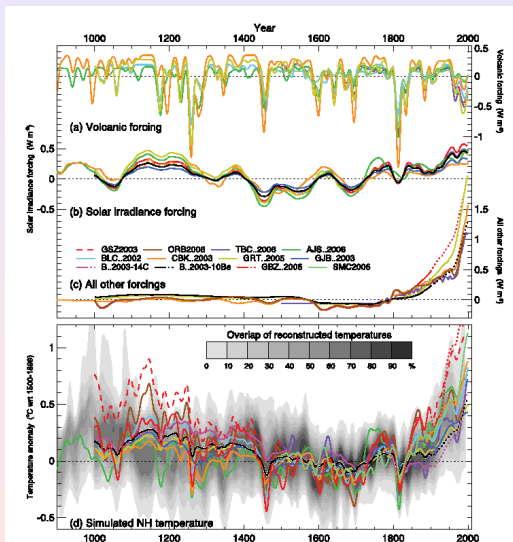 Year
1000 1200 1400 1600 1800 2000
0.5
0
-0.5
-1
Volcanic forcing
(W m⁻²)
(a) Volcanic forcing
0.5
0
-0.5
Solar irradiance
forcing (W m⁻²)
(b) Solar irradiance forcing
GSZ2003 ORB2006 TBC..2006 AJS..2006
BLC..2002 CBK..2003 GRT..2005 GJB..2003
B..2003-14C B..2003-10Be GBZ..2005 SMC2006
1.5
1
0.5
0
All other
forcings (W m⁻²)
(c) All other forcings
Overlap of reconstructed temperatures
0 10 20 30 40 50 60 70 80 90 %
1
0.5
0
-0.5
Temperature anomaly (°C wrt 1500-1899)
(d) Simulated NH temperature
1000 1200 1400 1600 1800 2000